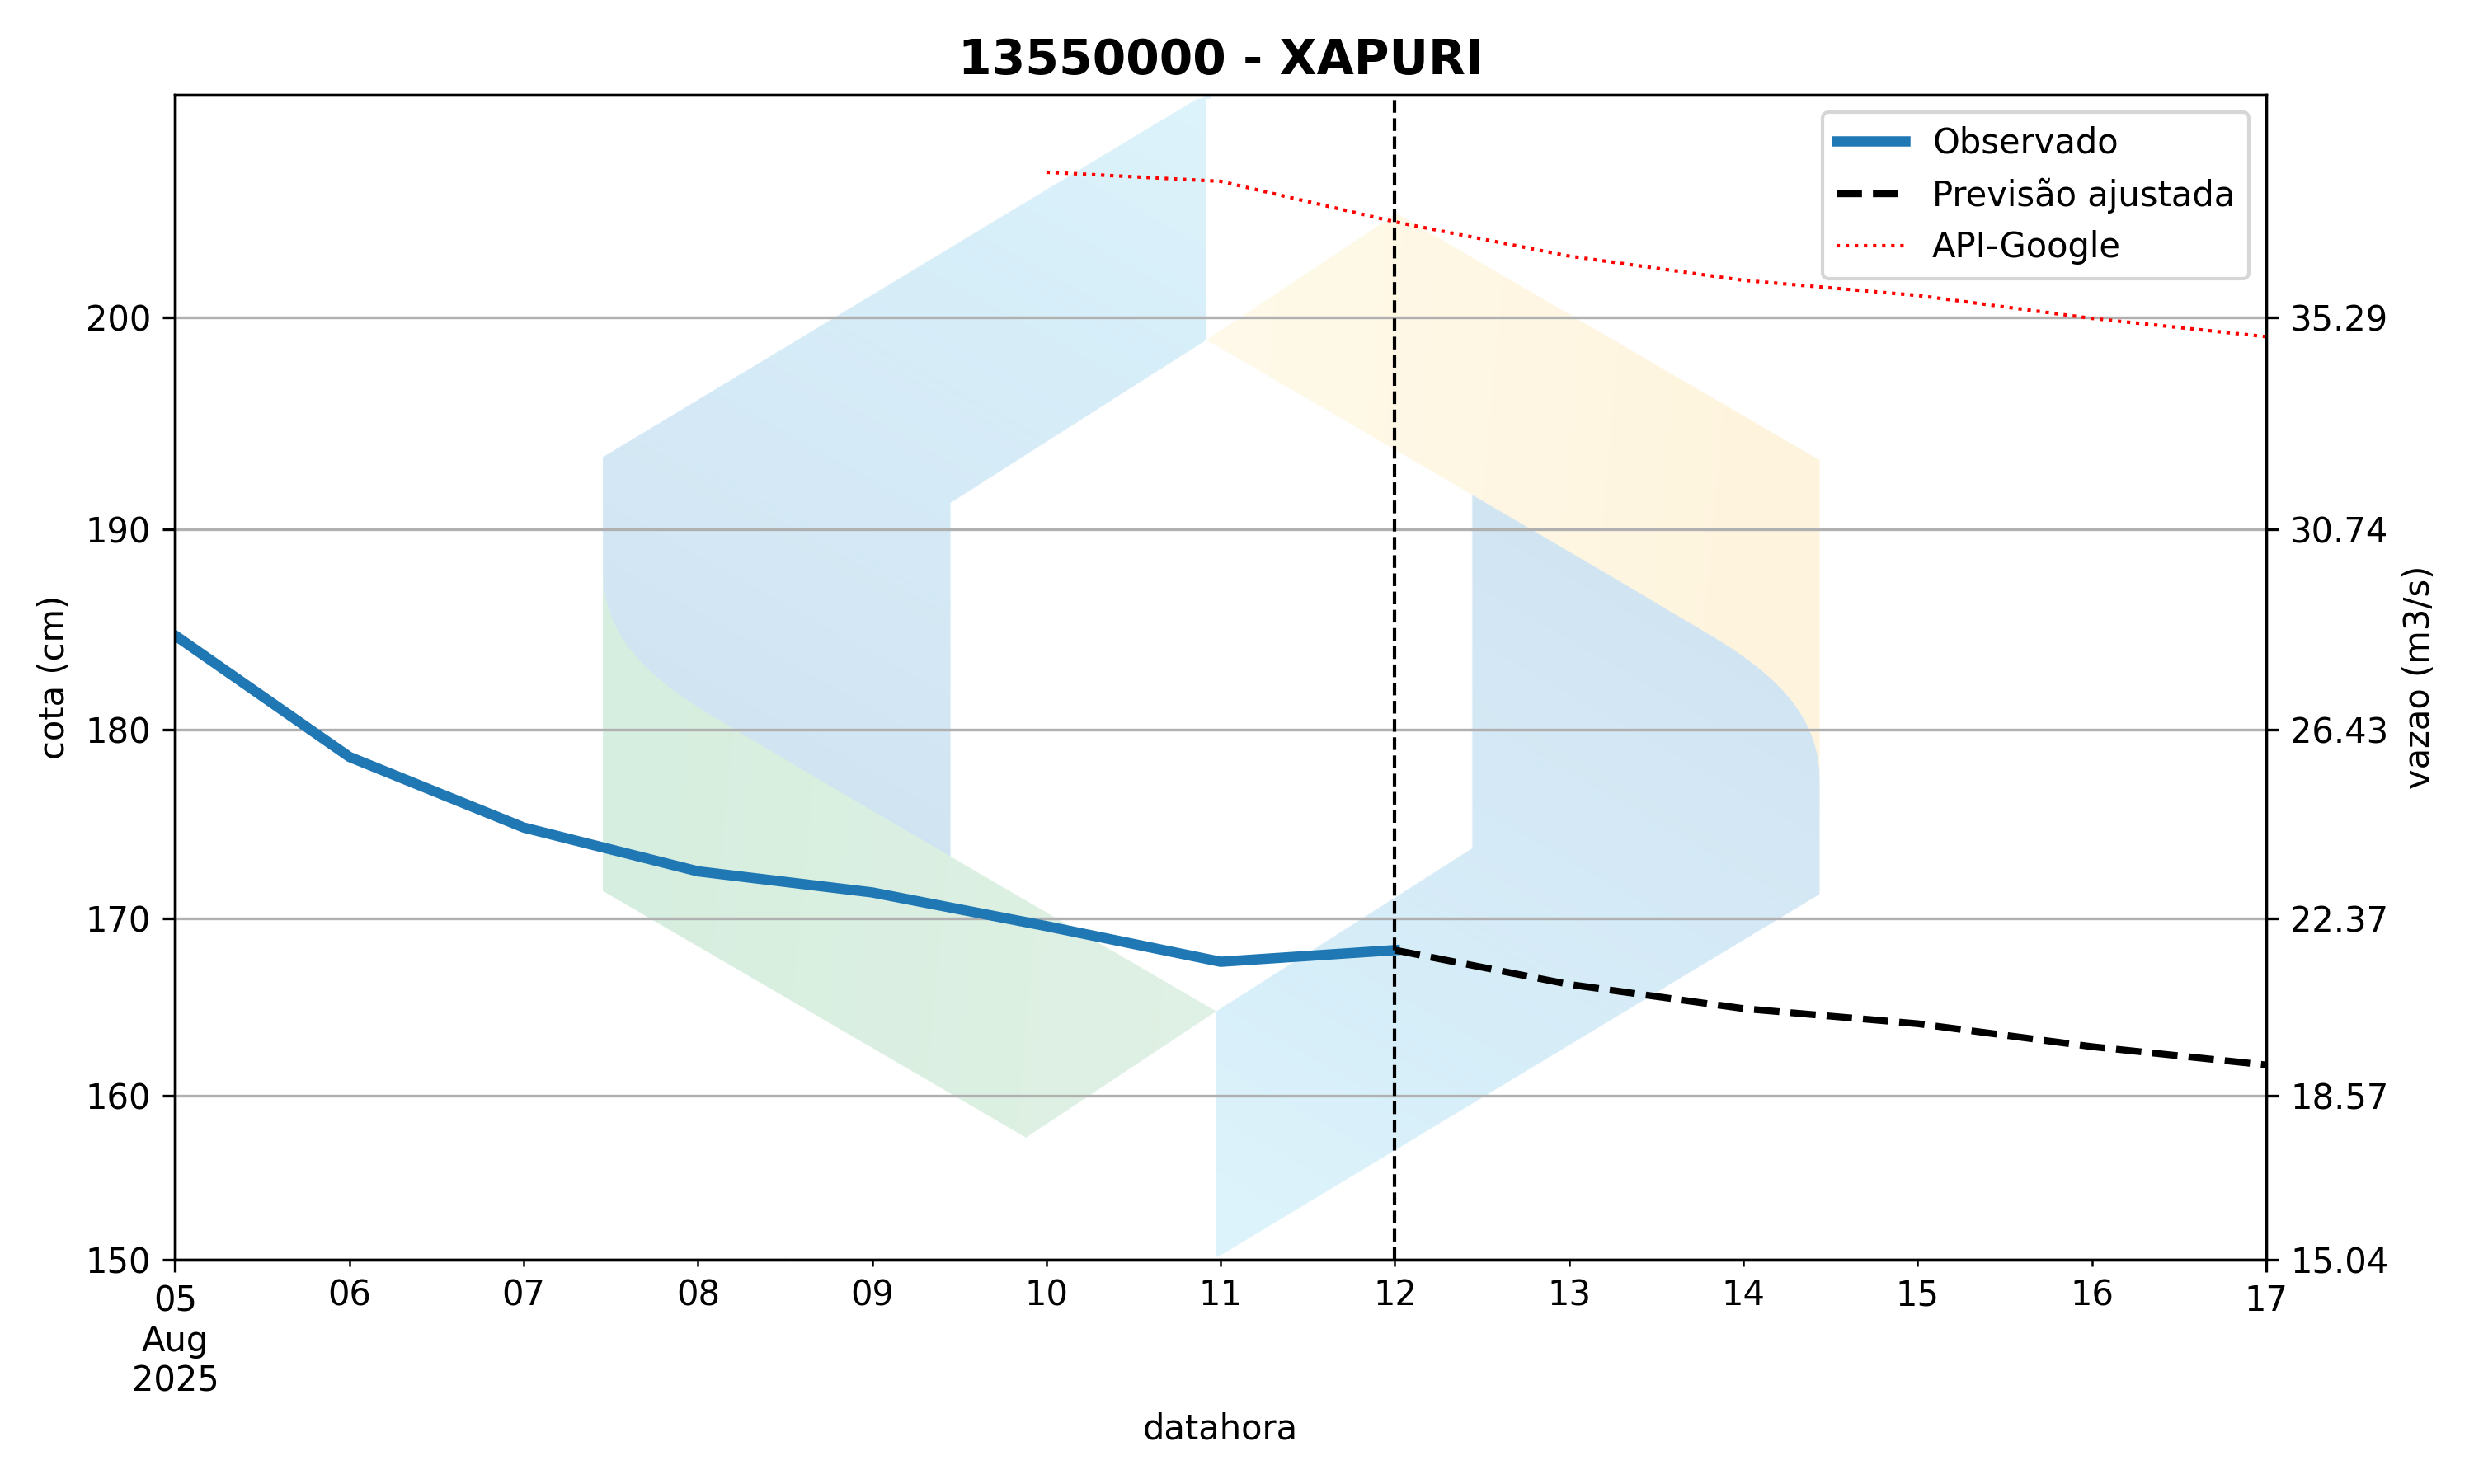 13550000 - XAPURI
Observado
Previsão ajustada
API-Google
200
190
180
170
160
150
cota (cm)
35.29
30.74
26.43
22.37
18.57
15.04
vazao (m3/s)
05 06 07 08 09 10 11 12 13 14 15 16 17
Aug
2025
datahora